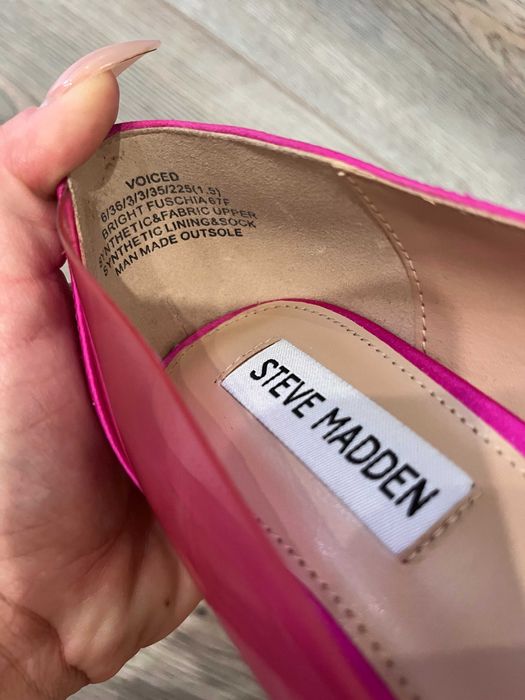 VOICED
6/36/3/3/35/225(1.5)
BRIGHT FUSCHIA 67F
SYNTHETIC&FABRIC UPPER
SYNTHETIC LINING&SOCK
MAN MADE OUTSOLE
STEVE MADDEN